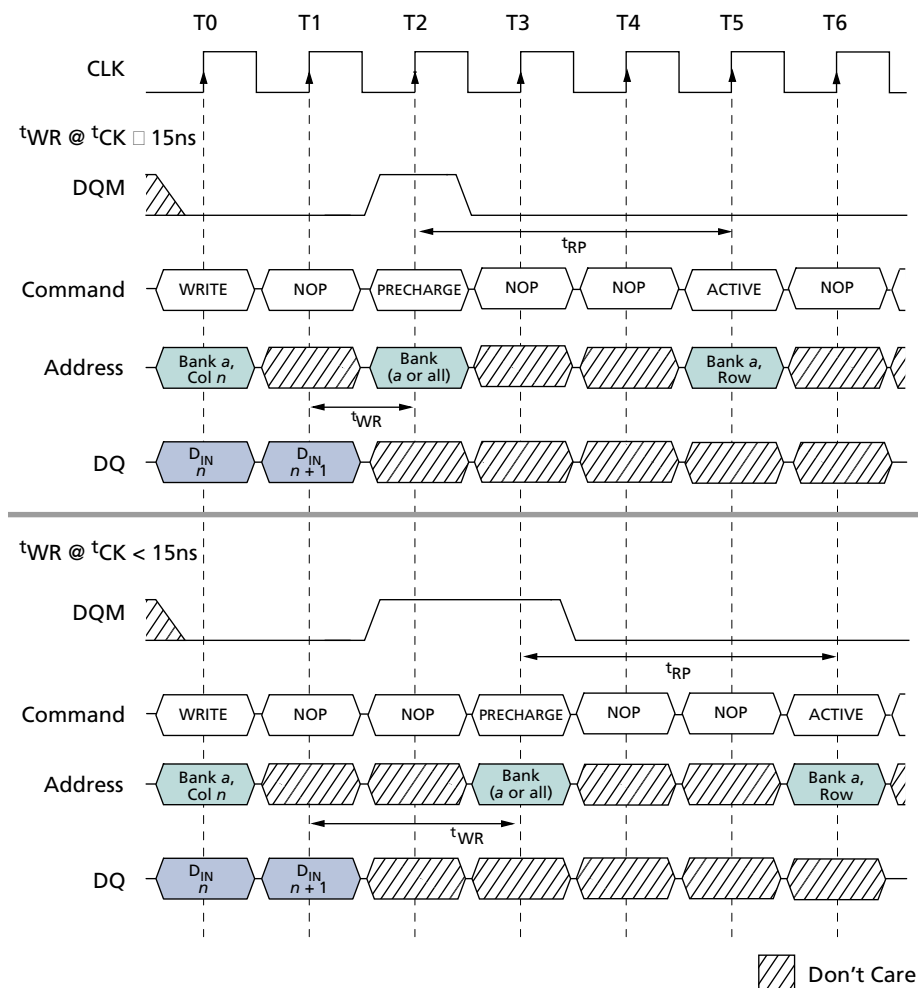 T0 T1 T2 T3 T4 T5 T6
CLK
tWR @ tCK □ 15ns
DQM
tRP
Command WRITE NOP PRECHARGE NOP NOP ACTIVE NOP
Address Bank a, Col n Bank (a or all) Bank a, Row
tWR
DQ DIN n DIN n + 1
tWR @ tCK < 15ns
DQM
tRP
Command WRITE NOP NOP PRECHARGE NOP NOP ACTIVE
Address Bank a, Col n Bank (a or all) Bank a, Row
tWR
DQ DIN n DIN n + 1
Don't Care